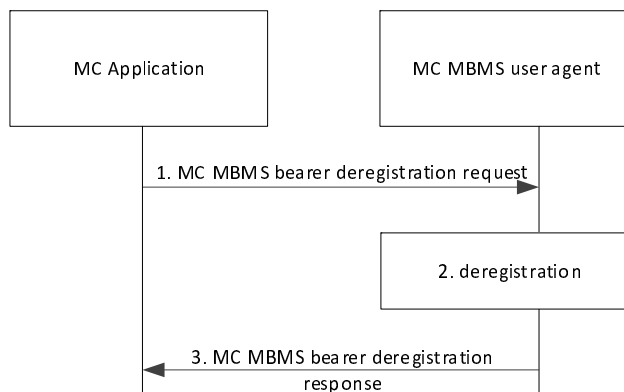 MC Application
MC MBMS user agent
1. MC MBMS bearer deregistration request
2. deregistration
3. MC MBMS bearer deregistration
response